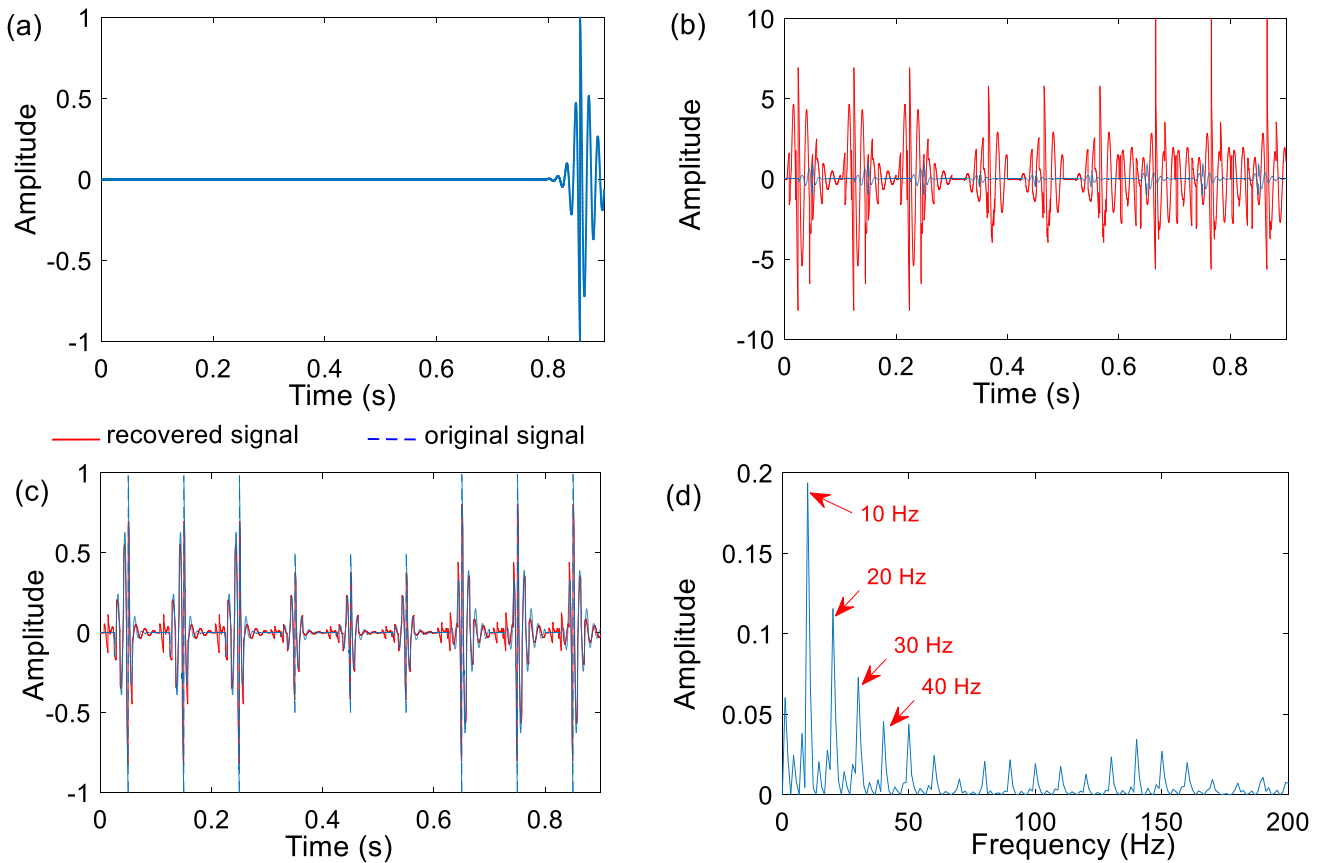 (a)
1
0.5
0
-0.5
-1
Amplitude
0 0.2 0.4 0.6 0.8
Time (s)
(b)
10
5
0
-5
-10
Amplitude
0 0.2 0.4 0.6 0.8
Time (s)
recovered signal original signal
(c)
1
0.5
0
-0.5
-1
Amplitude
0 0.2 0.4 0.6 0.8
Time (s)
(d)
0.2
0.15
0.1
0.05
0
Amplitude
10 Hz
20 Hz
30 Hz
40 Hz
0 50 100 150 200
Frequency (Hz)